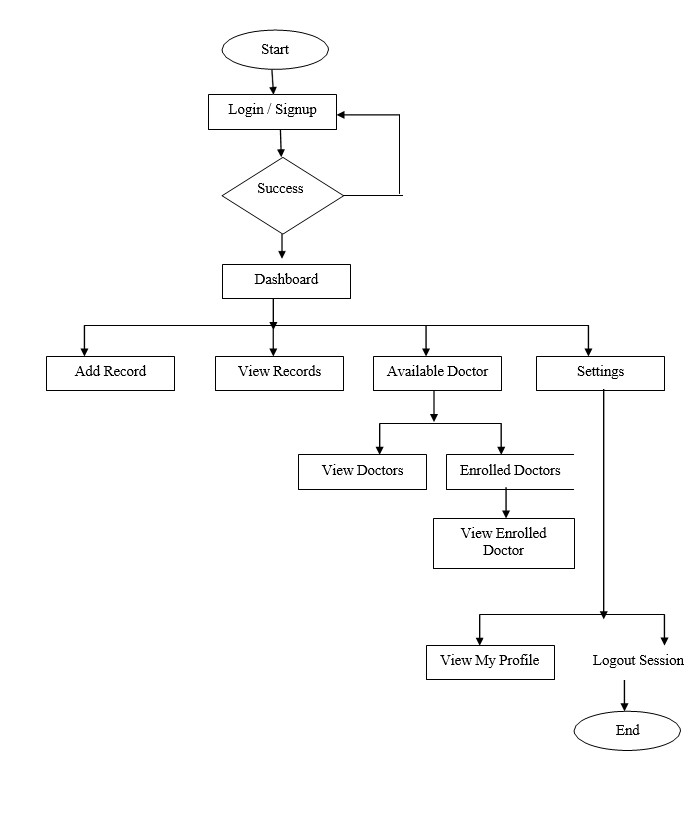 Start
Login / Signup
Success
Dashboard
Add Record
View Records
Available Doctor
Settings
View Doctors
Enrolled Doctors
View Enrolled
Doctor
View My Profile
Logout Session
End